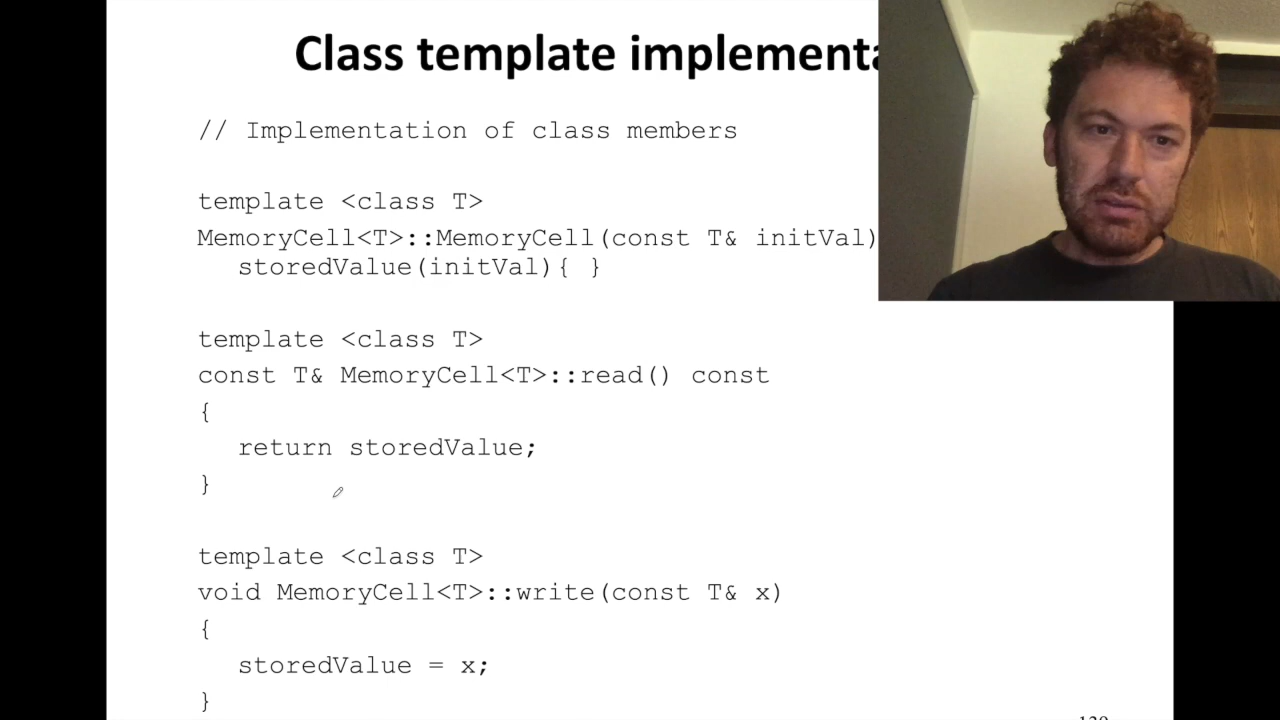 Class template implementa
// Implementation of class members
template <class T>
MemoryCell<T>::MemoryCell(const T& initVal)
storedValue(initVal){ }
template <class T>
const T& MemoryCell<T>::read() const
{
return storedValue;
}
template <class T>
void MemoryCell<T>::write(const T& x)
{
storedValue = x;
}